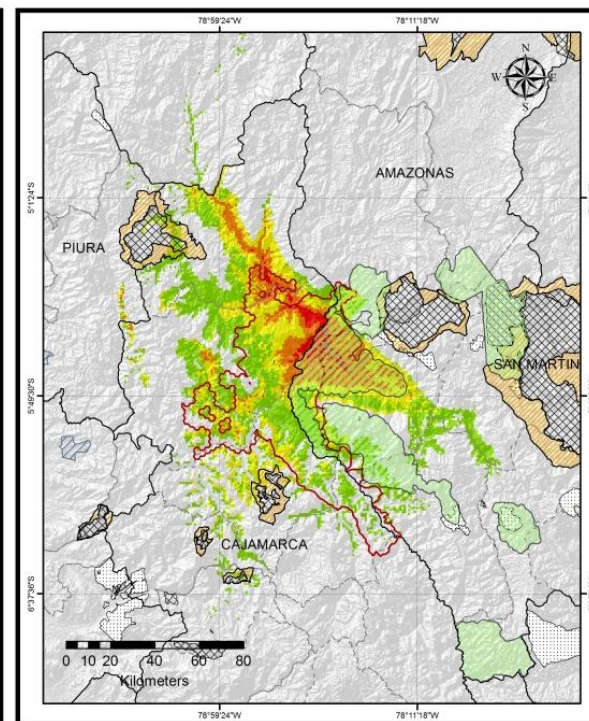 78°59'24"W 78°11'18"W
N
W E
S
AMAZONAS
5°1'24"S
PIURA
SAN MARTIN
5°49'30"S
CAJAMARCA
6°37'36"S
0 10 20 40 60 80
Kilometers
78°59'24"W 78°11'18"W